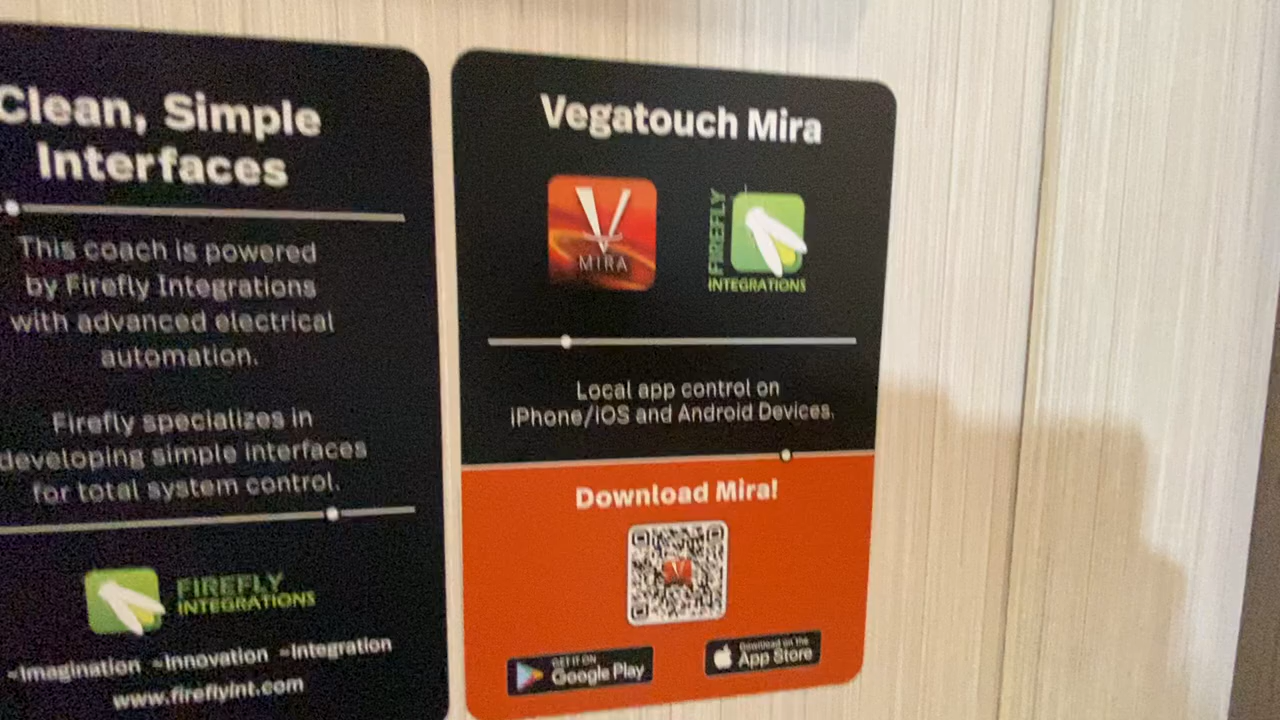 Clean, Simple
Interfaces
This coach is powered
by Firefly Integrations
with advanced electrical
automation.
Firefly specializes in
developing simple interfaces
for total system control.
FIREFLY
INTEGRATIONS
~Imagination ~Innovation ~Integration
www.fireflyint.com
Vegatouch Mira
V
MIRA
FIREFLY
INTEGRATIONS
Local app control on
iPhone/iOS and Android Devices.
Download Mira!
V
GET IT ON
Google Play
Download on the
App Store